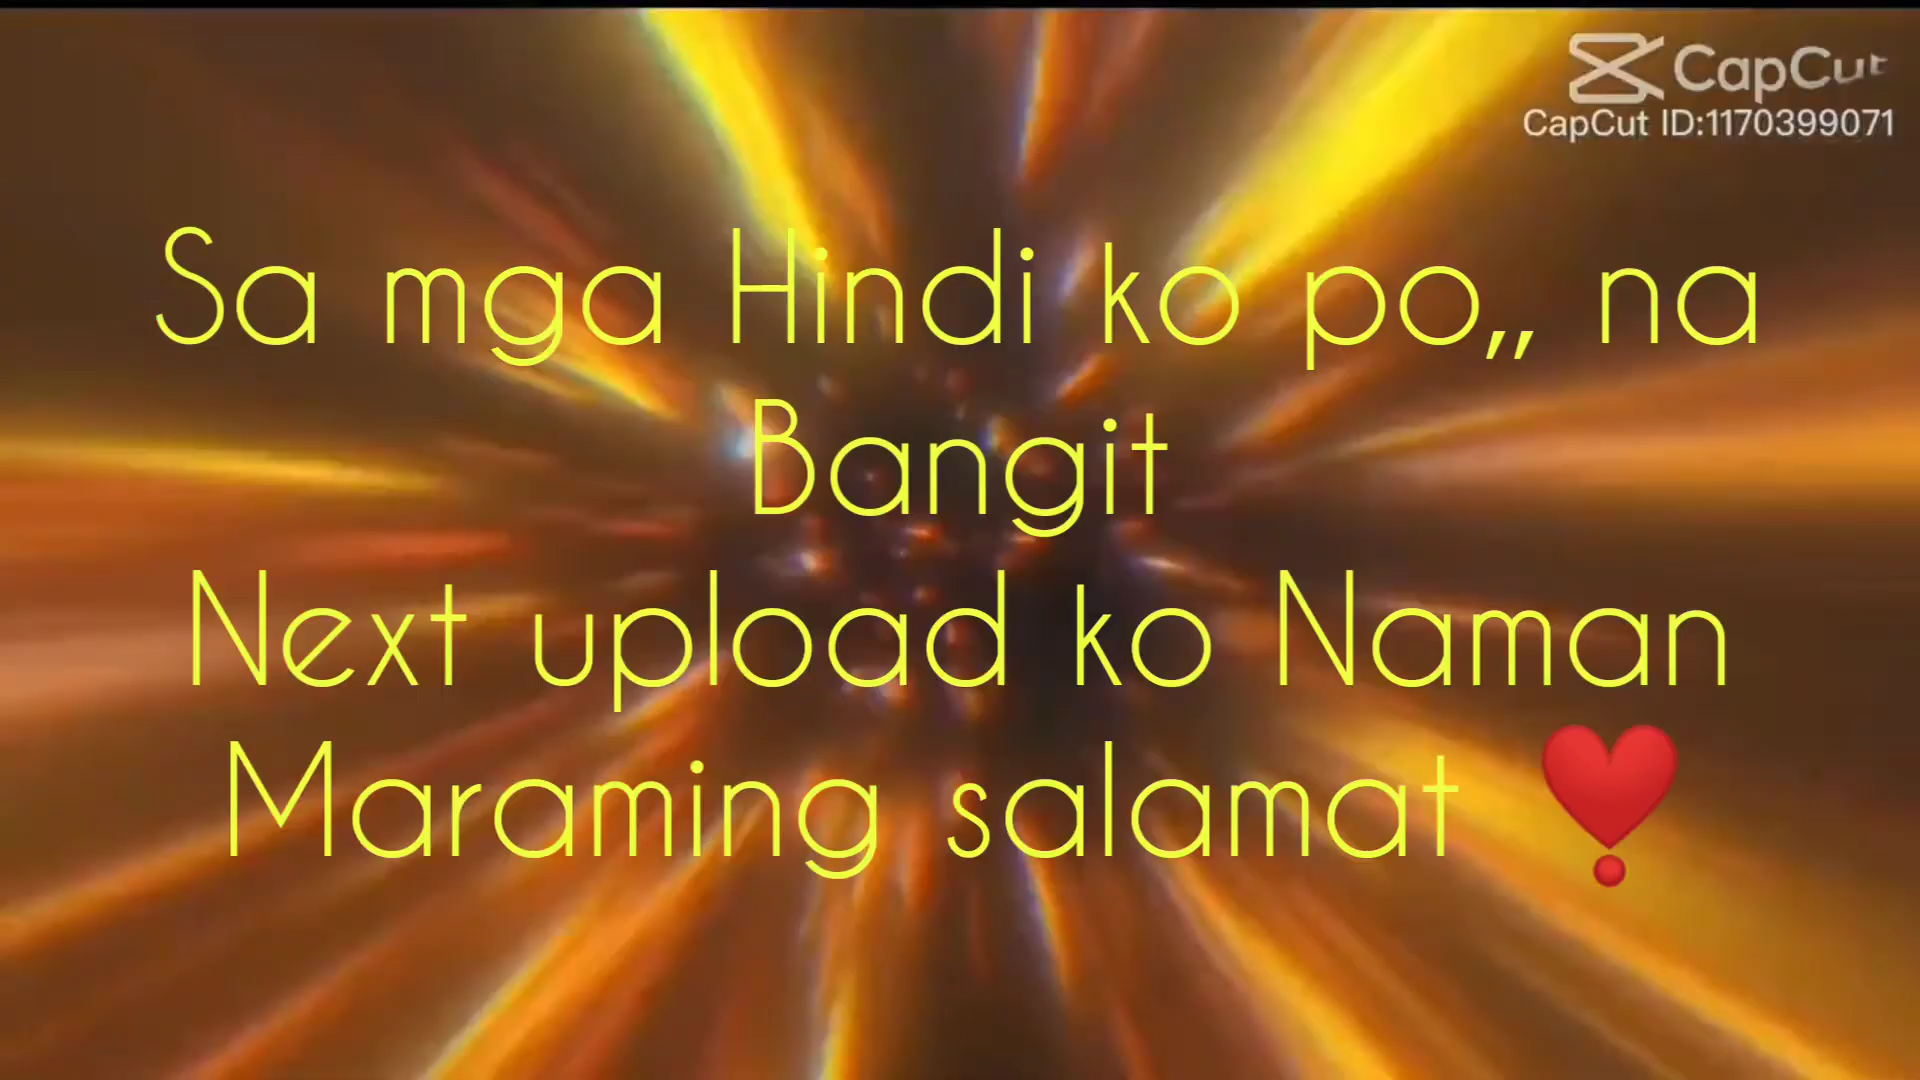 CapCut
CapCut ID:1170399071
Sa mga Hindi ko po,, na
Bangit
Next upload ko Naman
Maraming salamat ❣️